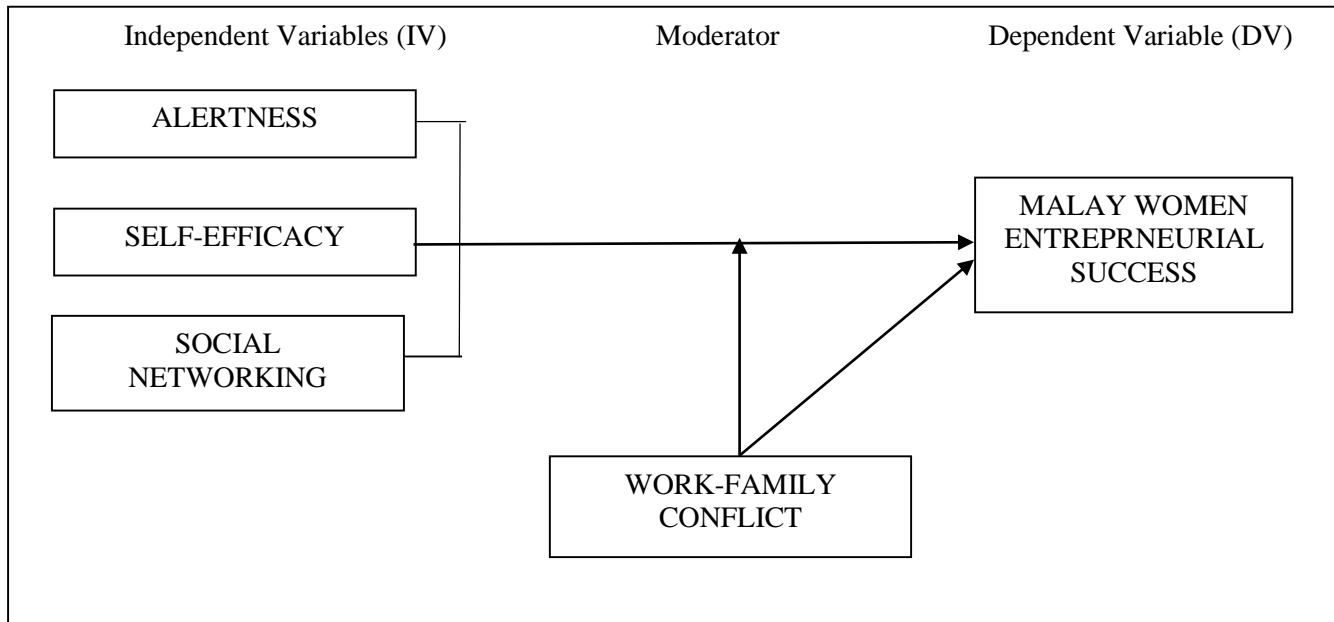 Independent Variables (IV)
Moderator
Dependent Variable (DV)
ALERTNESS
SELF-EFFICACY
SOCIAL
NETWORKING
MALAY WOMEN
ENTREPRNEURIAL
SUCCESS
WORK-FAMILY
CONFLICT